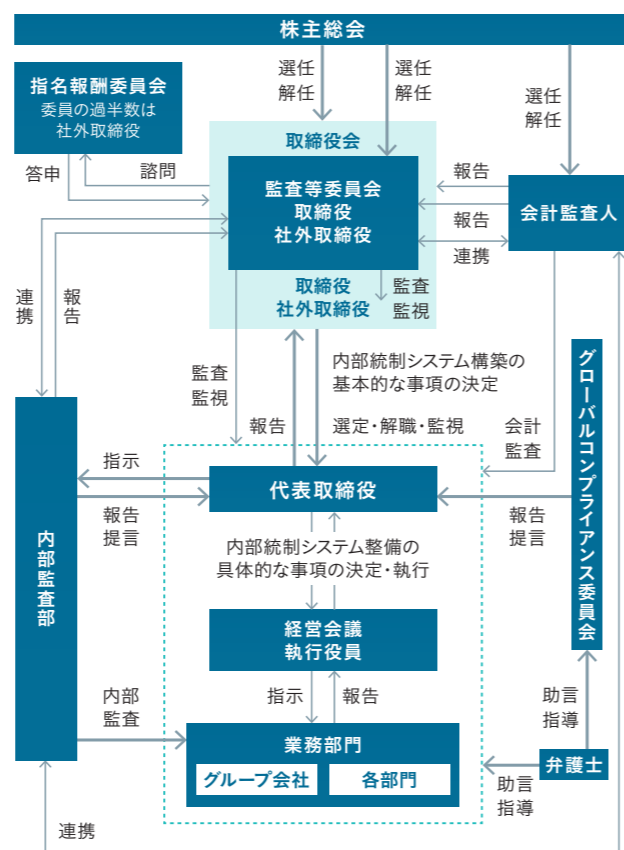 株主総会
選任
解任
選任
解任
選任
解任
指名報酬委員会
委員の過半数は
社外取締役
答申
諮問
取締役会
監査等委員会
取締役
社外取締役
報告
報告
連携
会計監査人
取締役
社外取締役
監査
監視
連携
報告
監査
監視
報告
内部統制システム構築の
基本的な事項の決定
選定・解職・監視
会計
監査
グローバルコンプライアンス委員会
指示
報告
提言
代表取締役
報告
提言
内部監査部
内部統制システム整備の
具体的な事項の決定・執行
経営会議
執行役員
指示
報告
内部
監査
業務部門
グループ会社
各部門
助言
指導
弁護士
助言
指導
連携